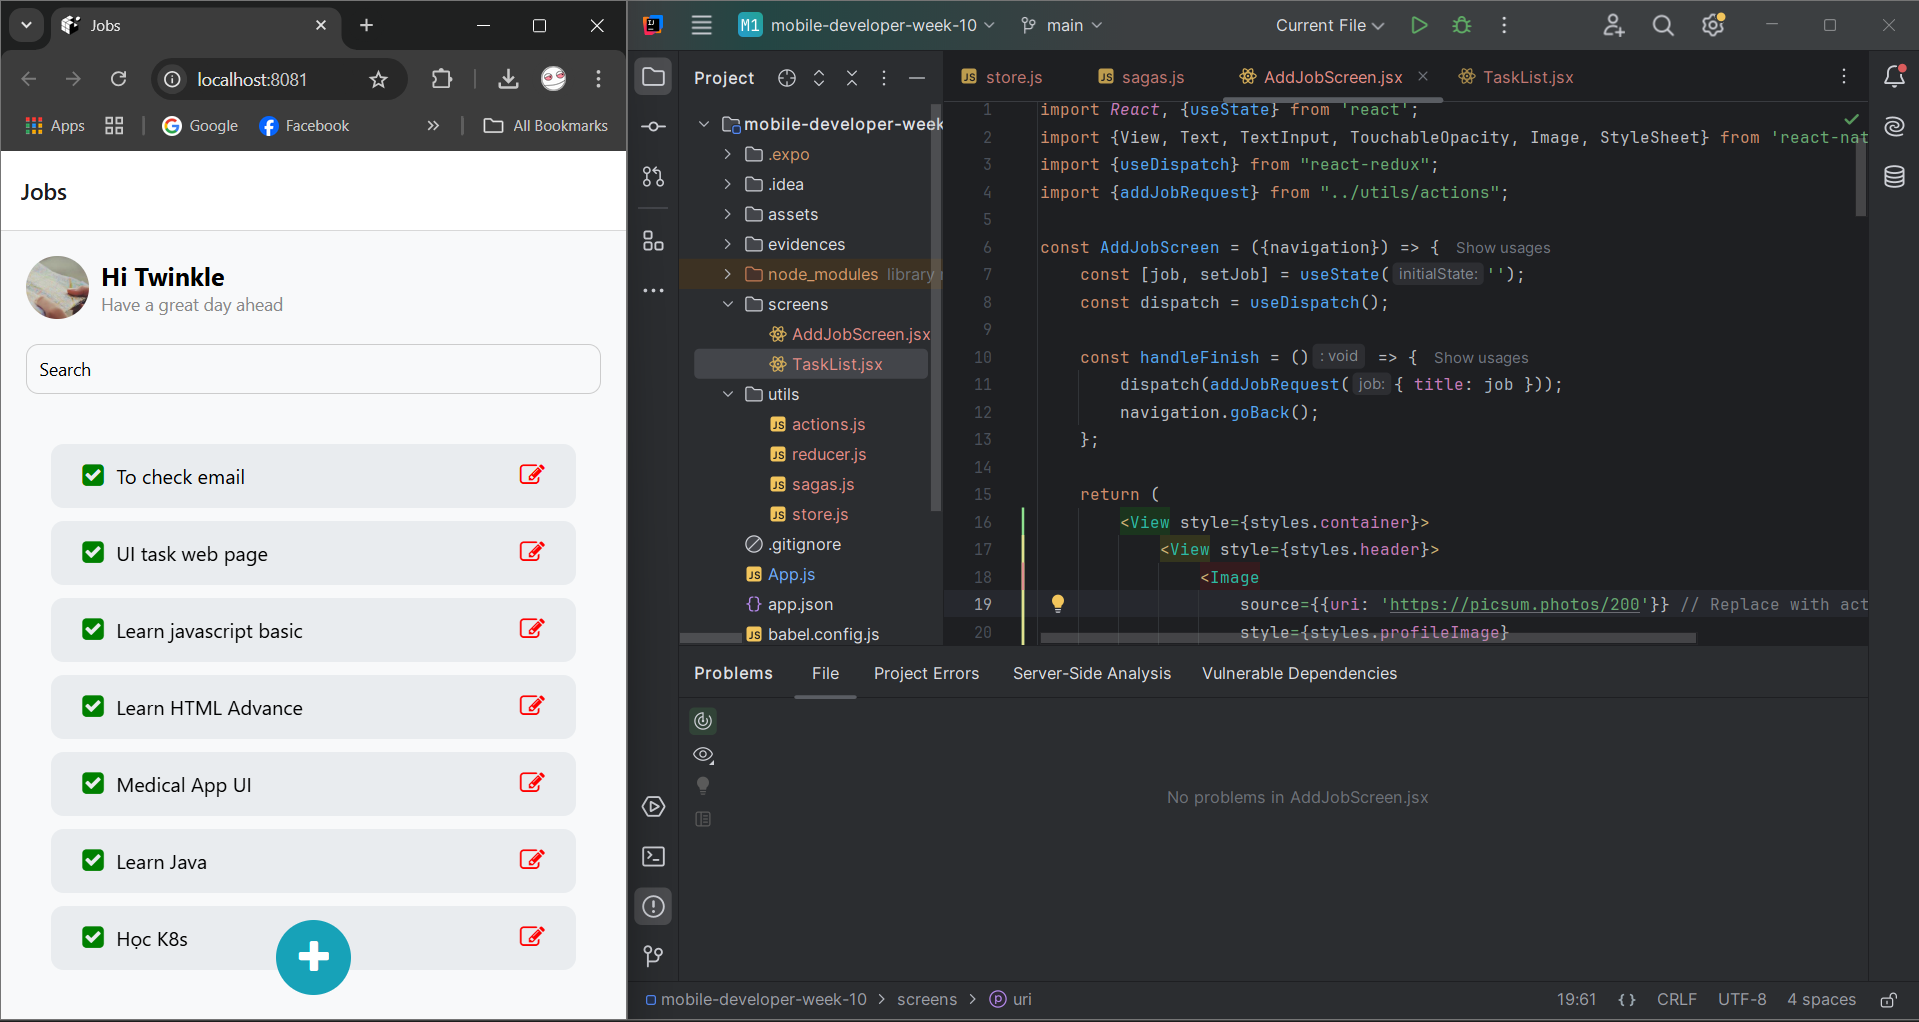 Jobs
localhost:8081
Apps
Google
Facebook
All Bookmarks
Jobs
Hi Twinkle
Have a great day ahead
Search
To check email
UI task web page
Learn javascript basic
Learn HTML Advance
Medical App UI
Learn Java
Học K8s
M1 mobile-developer-week-10
main
Current File
Project
mobile-developer-week
.expo
.idea
assets
evidences
node_modules library
screens
AddJobScreen.jsx
TaskList.jsx
utils
JS actions.js
JS reducer.js
JS sagas.js
JS store.js
.gitignore
JS App.js
{} app.json
JS babel.config.js
JS store.js
JS sagas.js
AddJobScreen.jsx
TaskList.jsx
1 import React, {useState} from 'react';
2 import {View, Text, TextInput, TouchableOpacity, Image, StyleSheet} from 'react-nat
3 import {useDispatch} from "react-redux";
4 import {addJobRequest} from "../utils/actions";
5
6 const AddJobScreen = ({navigation}) => { Show usages
7 const [job, setJob] = useState( initialState: '');
8 const dispatch = useDispatch();
9
10 const handleFinish = () : void => { Show usages
11 dispatch(addJobRequest( job: { title: job }));
12 navigation.goBack();
13 };
14
15 return (
16 <View style={styles.container}>
17 <View style={styles.header}>
18 <Image
19 source={{uri: 'https://picsum.photos/200'}} // Replace with act
20 style={styles.profileImage}
Problems
File
Project Errors
Server-Side Analysis
Vulnerable Dependencies
No problems in AddJobScreen.jsx
mobile-developer-week-10 > screens > p uri
19:61
{}
CRLF
UTF-8
4 spaces